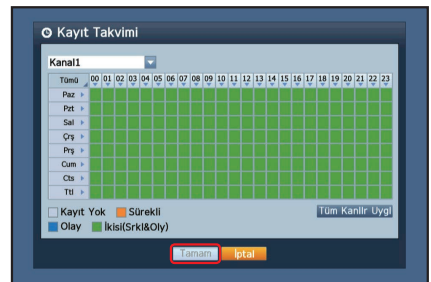 Kayıt Takvimi
Kanal1
Tümü 00 01 02 03 04 05 06 07 08 09 10 11 12 13 14 15 16 17 18 19 20 21 22 23
Paz
Pzt
Sal
Çrş
Prş
Cum
Cts
Ttl
Kayıt Yok Sürekli Tüm Kanllr Uygl
Olay İkisi(Srkl&Oly)
Tamam İptal